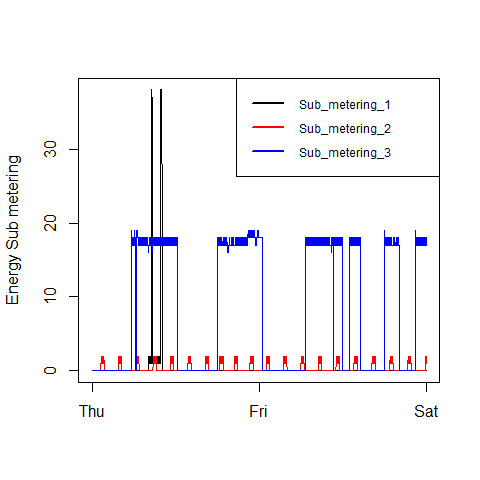 Sub_metering_1
Sub_metering_2
Sub_metering_3
Energy Sub metering
30
20
10
0
Thu Fri Sat